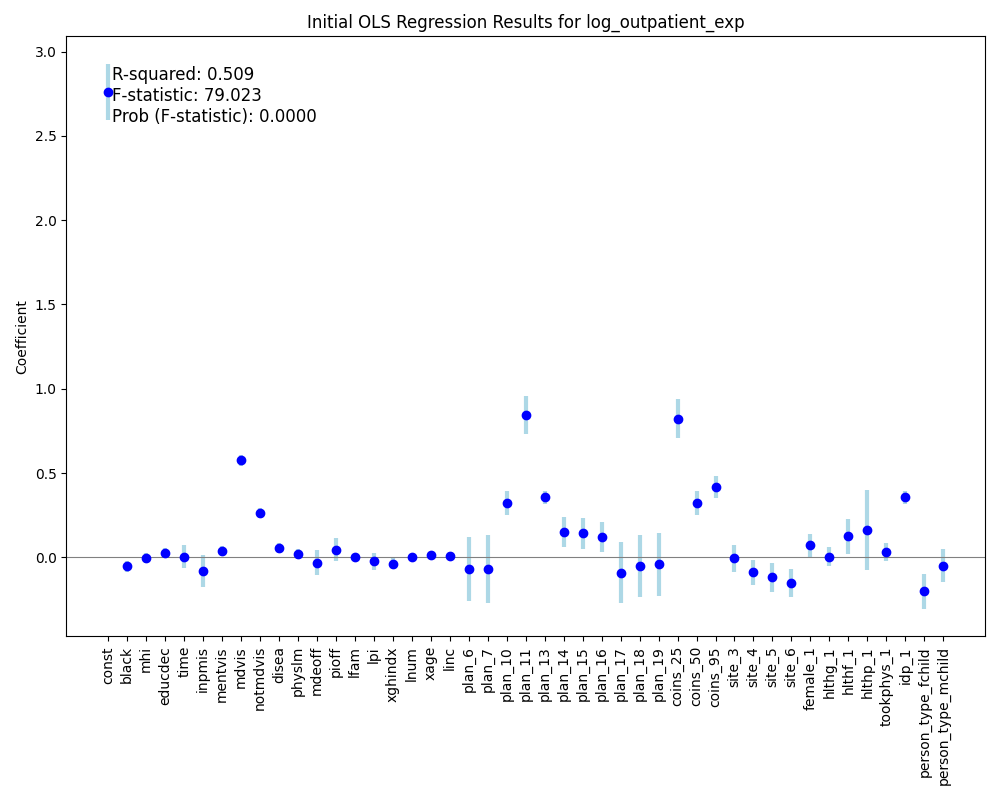 Initial OLS Regression Results for log_outpatient_exp
R-squared: 0.509
F-statistic: 79.023
Prob (F-statistic): 0.0000
Coefficient
3.0
2.5
2.0
1.5
1.0
0.5
0.0
const
black
mhi
educdec
time
inpmis
mentvis
mdvis
notmdvis
disea
physlm
mdeoff
pioff
lfam
lpi
xghindx
lnum
xage
linc
plan_6
plan_7
plan_10
plan_11
plan_13
plan_14
plan_15
plan_16
plan_17
plan_18
plan_19
coins_25
coins_50
coins_95
site_3
site_4
site_5
site_6
female_1
hlthg_1
hlthf_1
hlthp_1
tookphys_1
idp_1
person_type_fchild
person_type_mchild